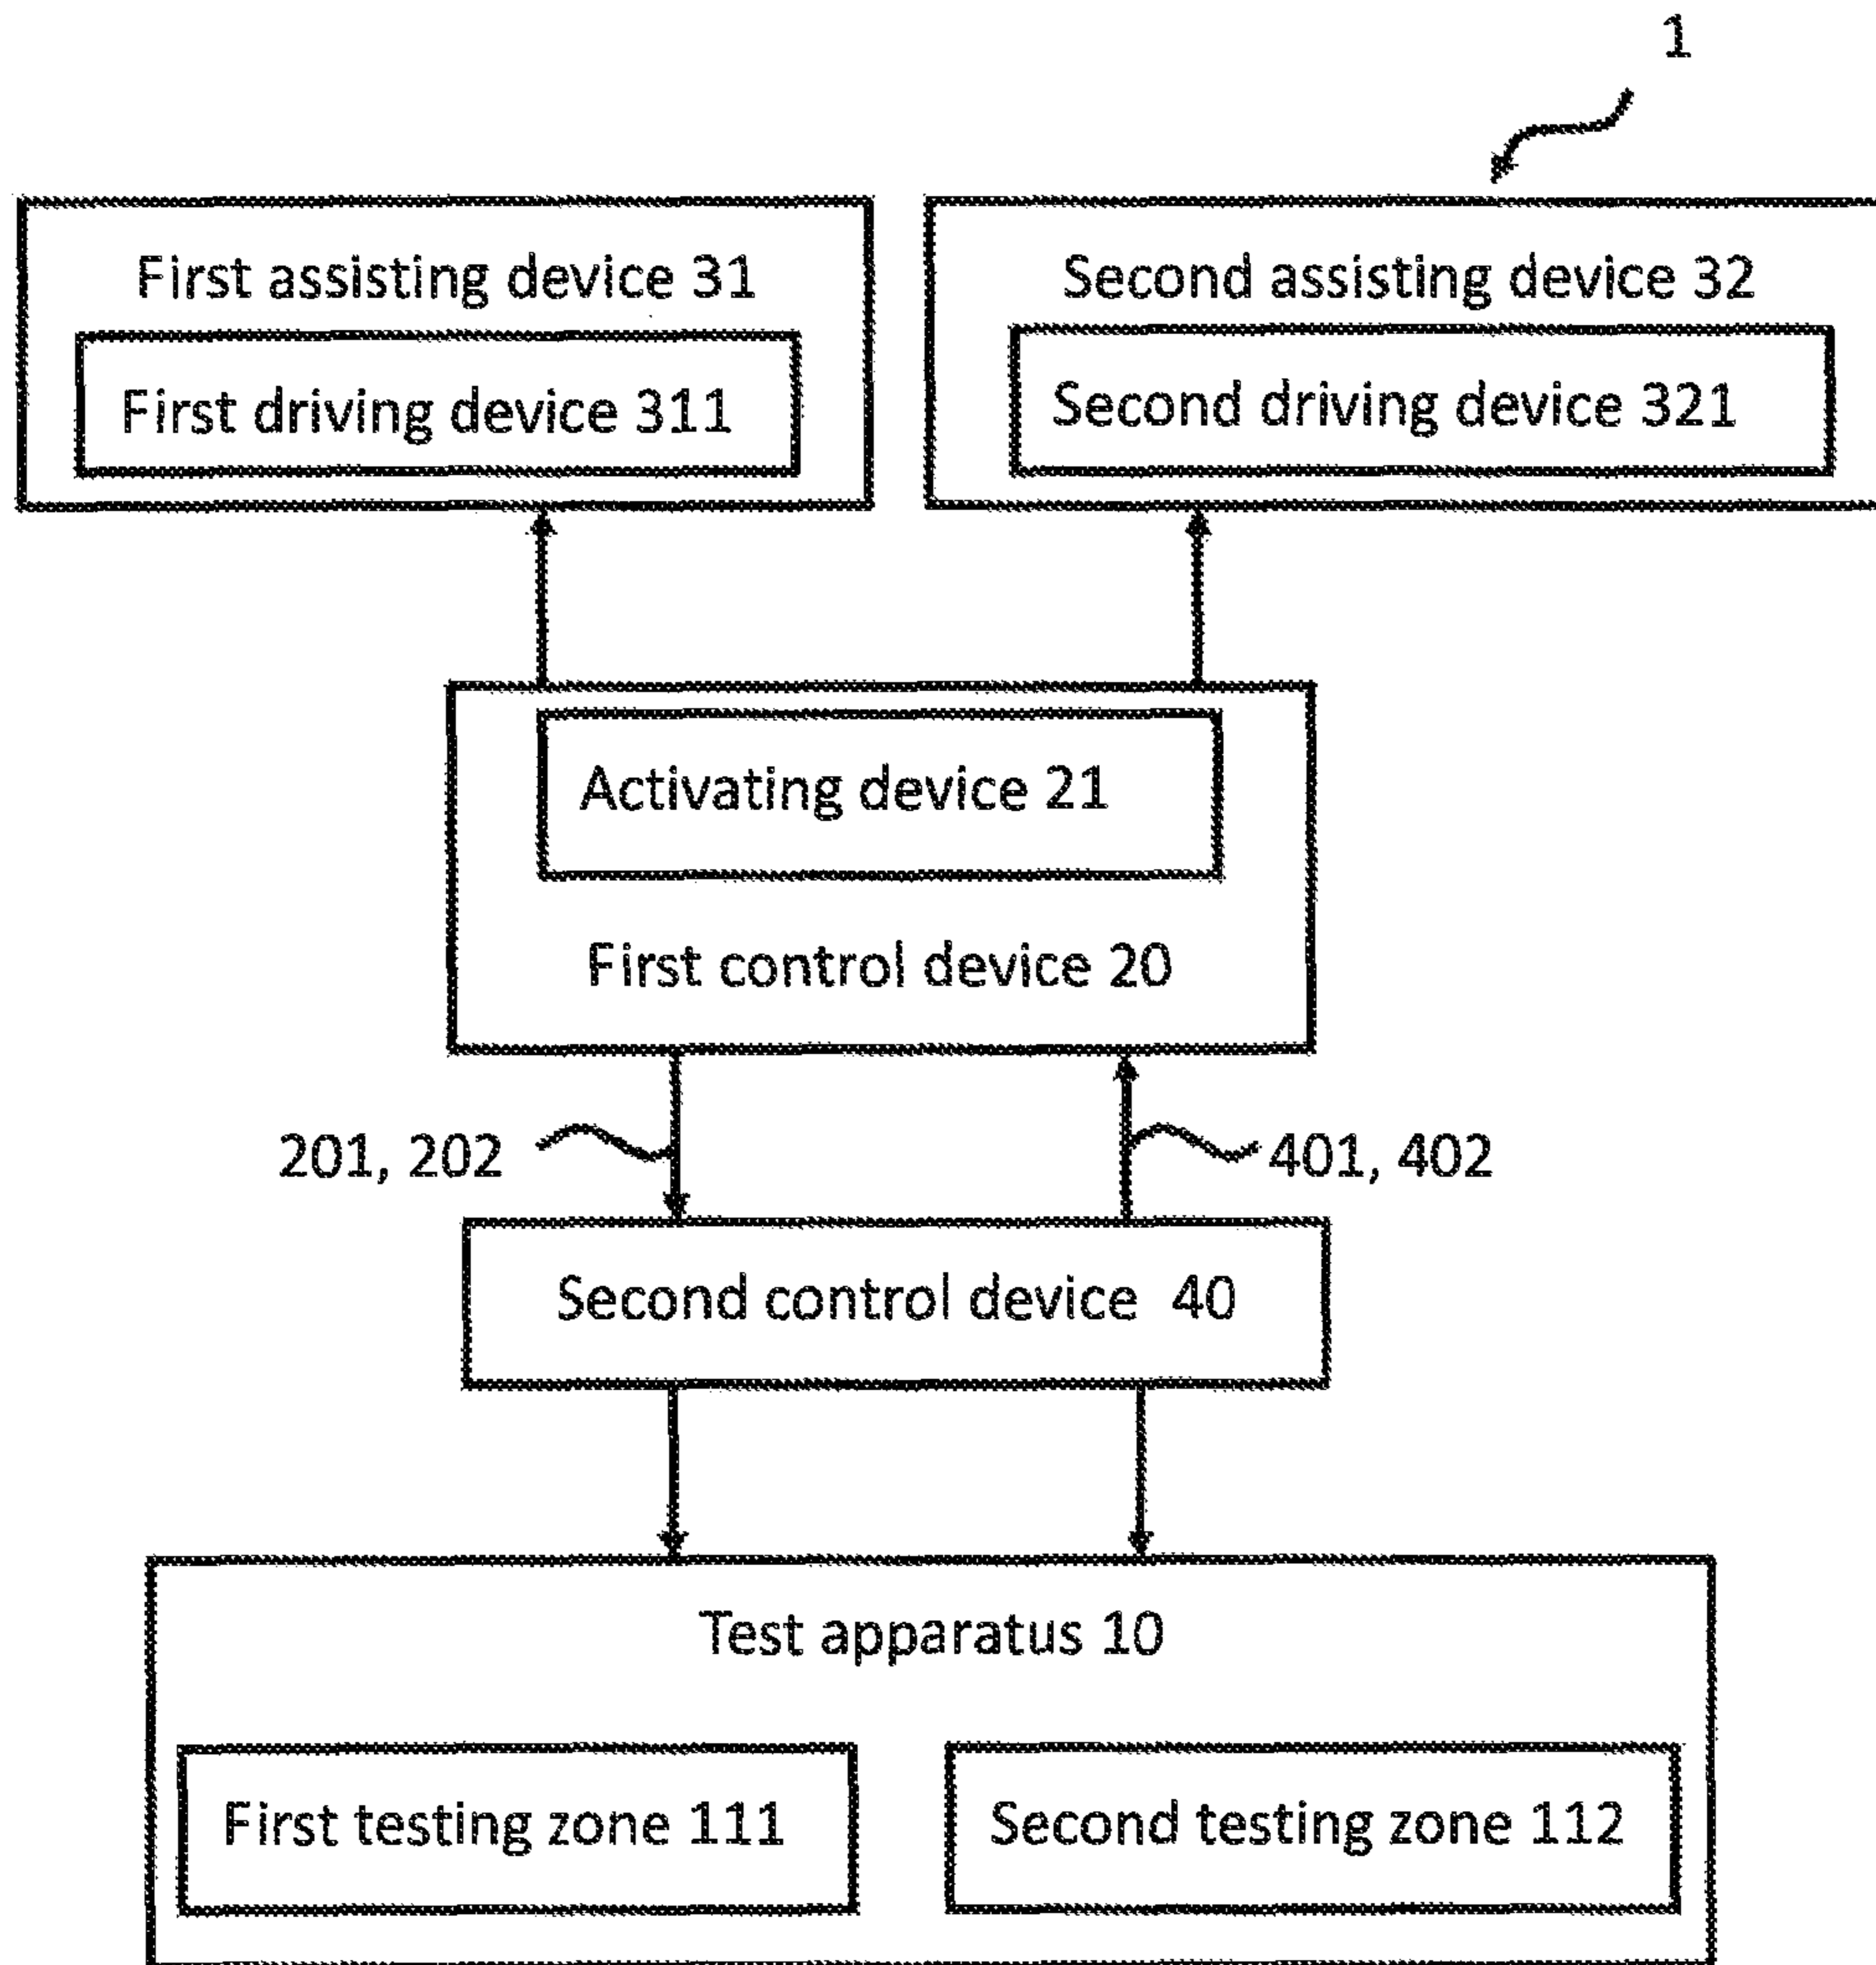 1
First assisting device 31
Second assisting device 32
First driving device 311
Second driving device 321
Activating device 21
First control device 20
201, 202
401, 402
Second control device 40
Test apparatus 10
First testing zone 111
Second testing zone 112